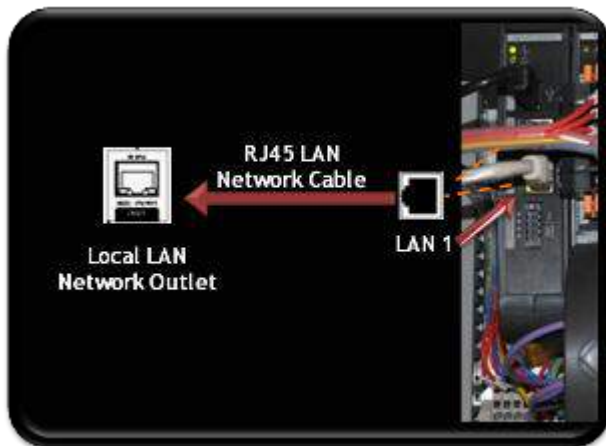 RJ45 LAN
Network Cable
LAN 1
Local LAN
Network Outlet